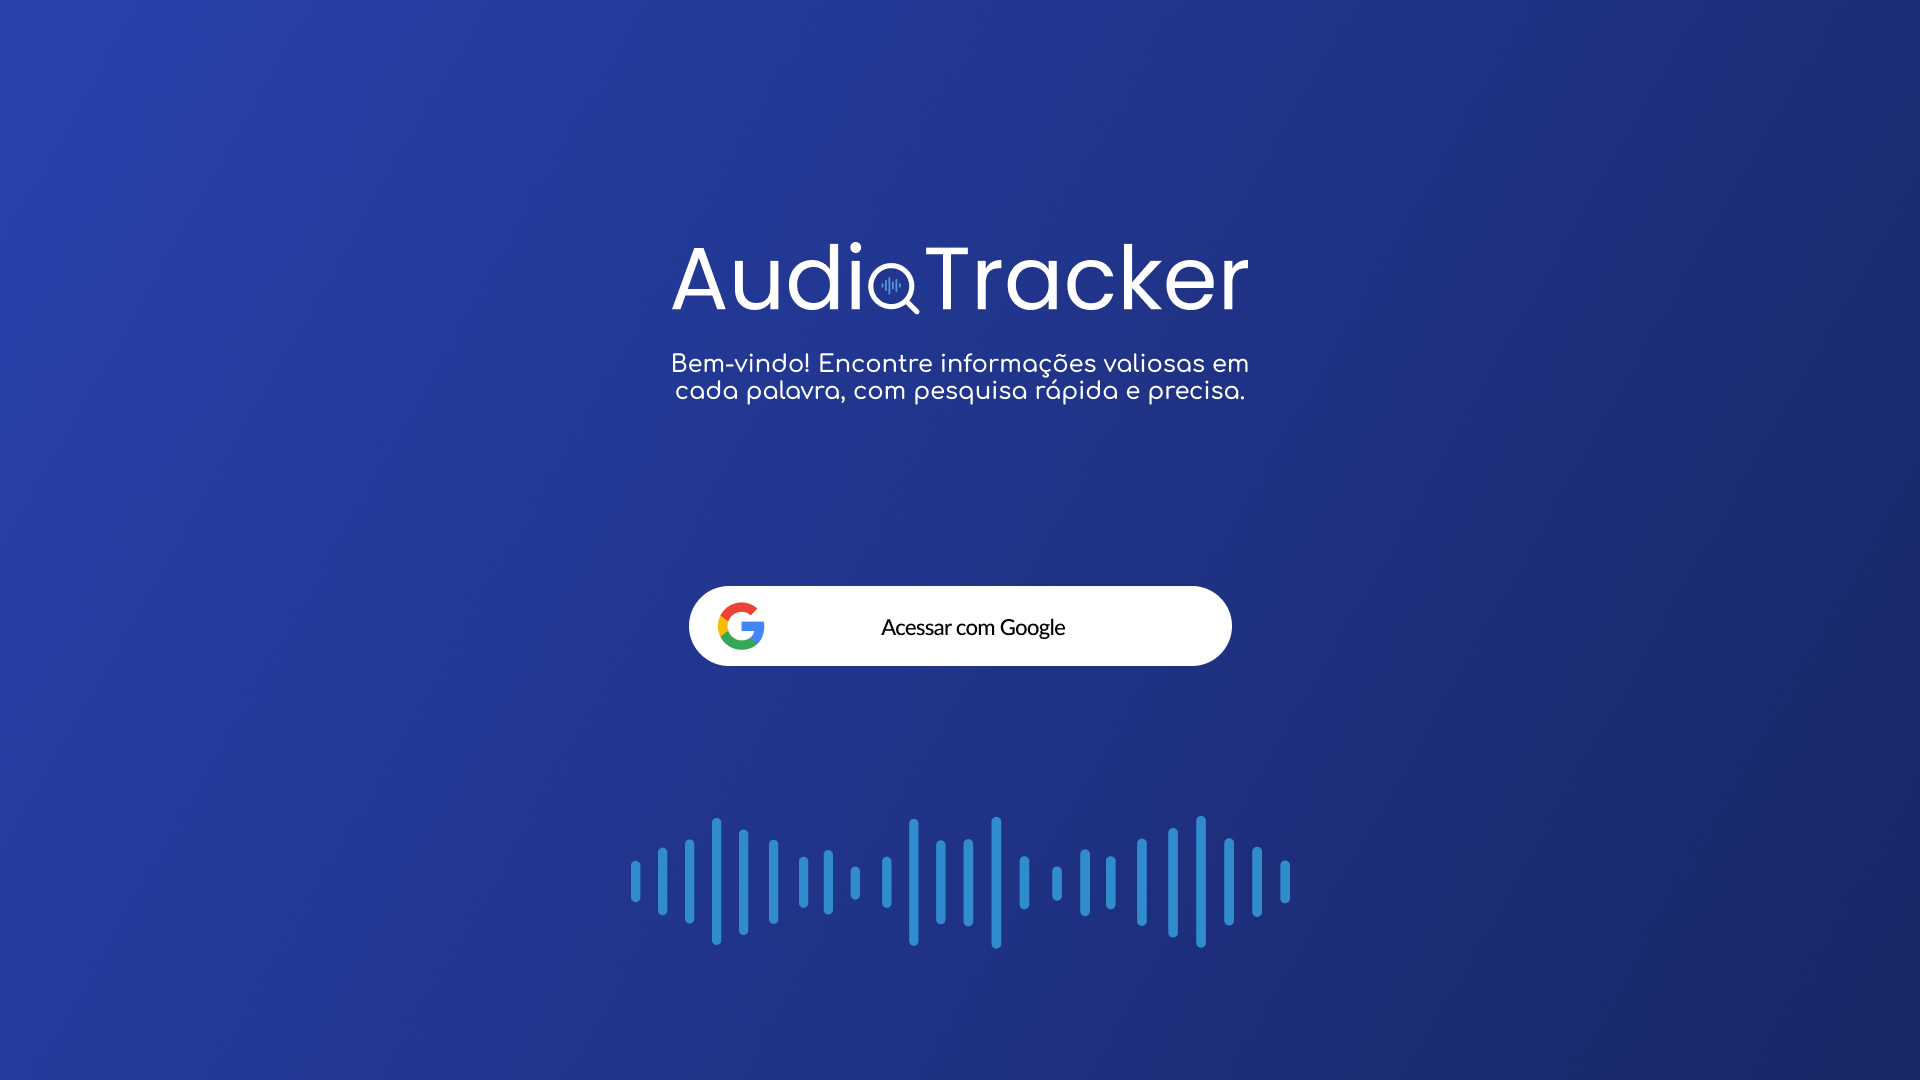 AudioTracker
Bem-vindo! Encontre informações valiosas em
cada palavra, com pesquisa rápida e precisa.
Acessar com Google